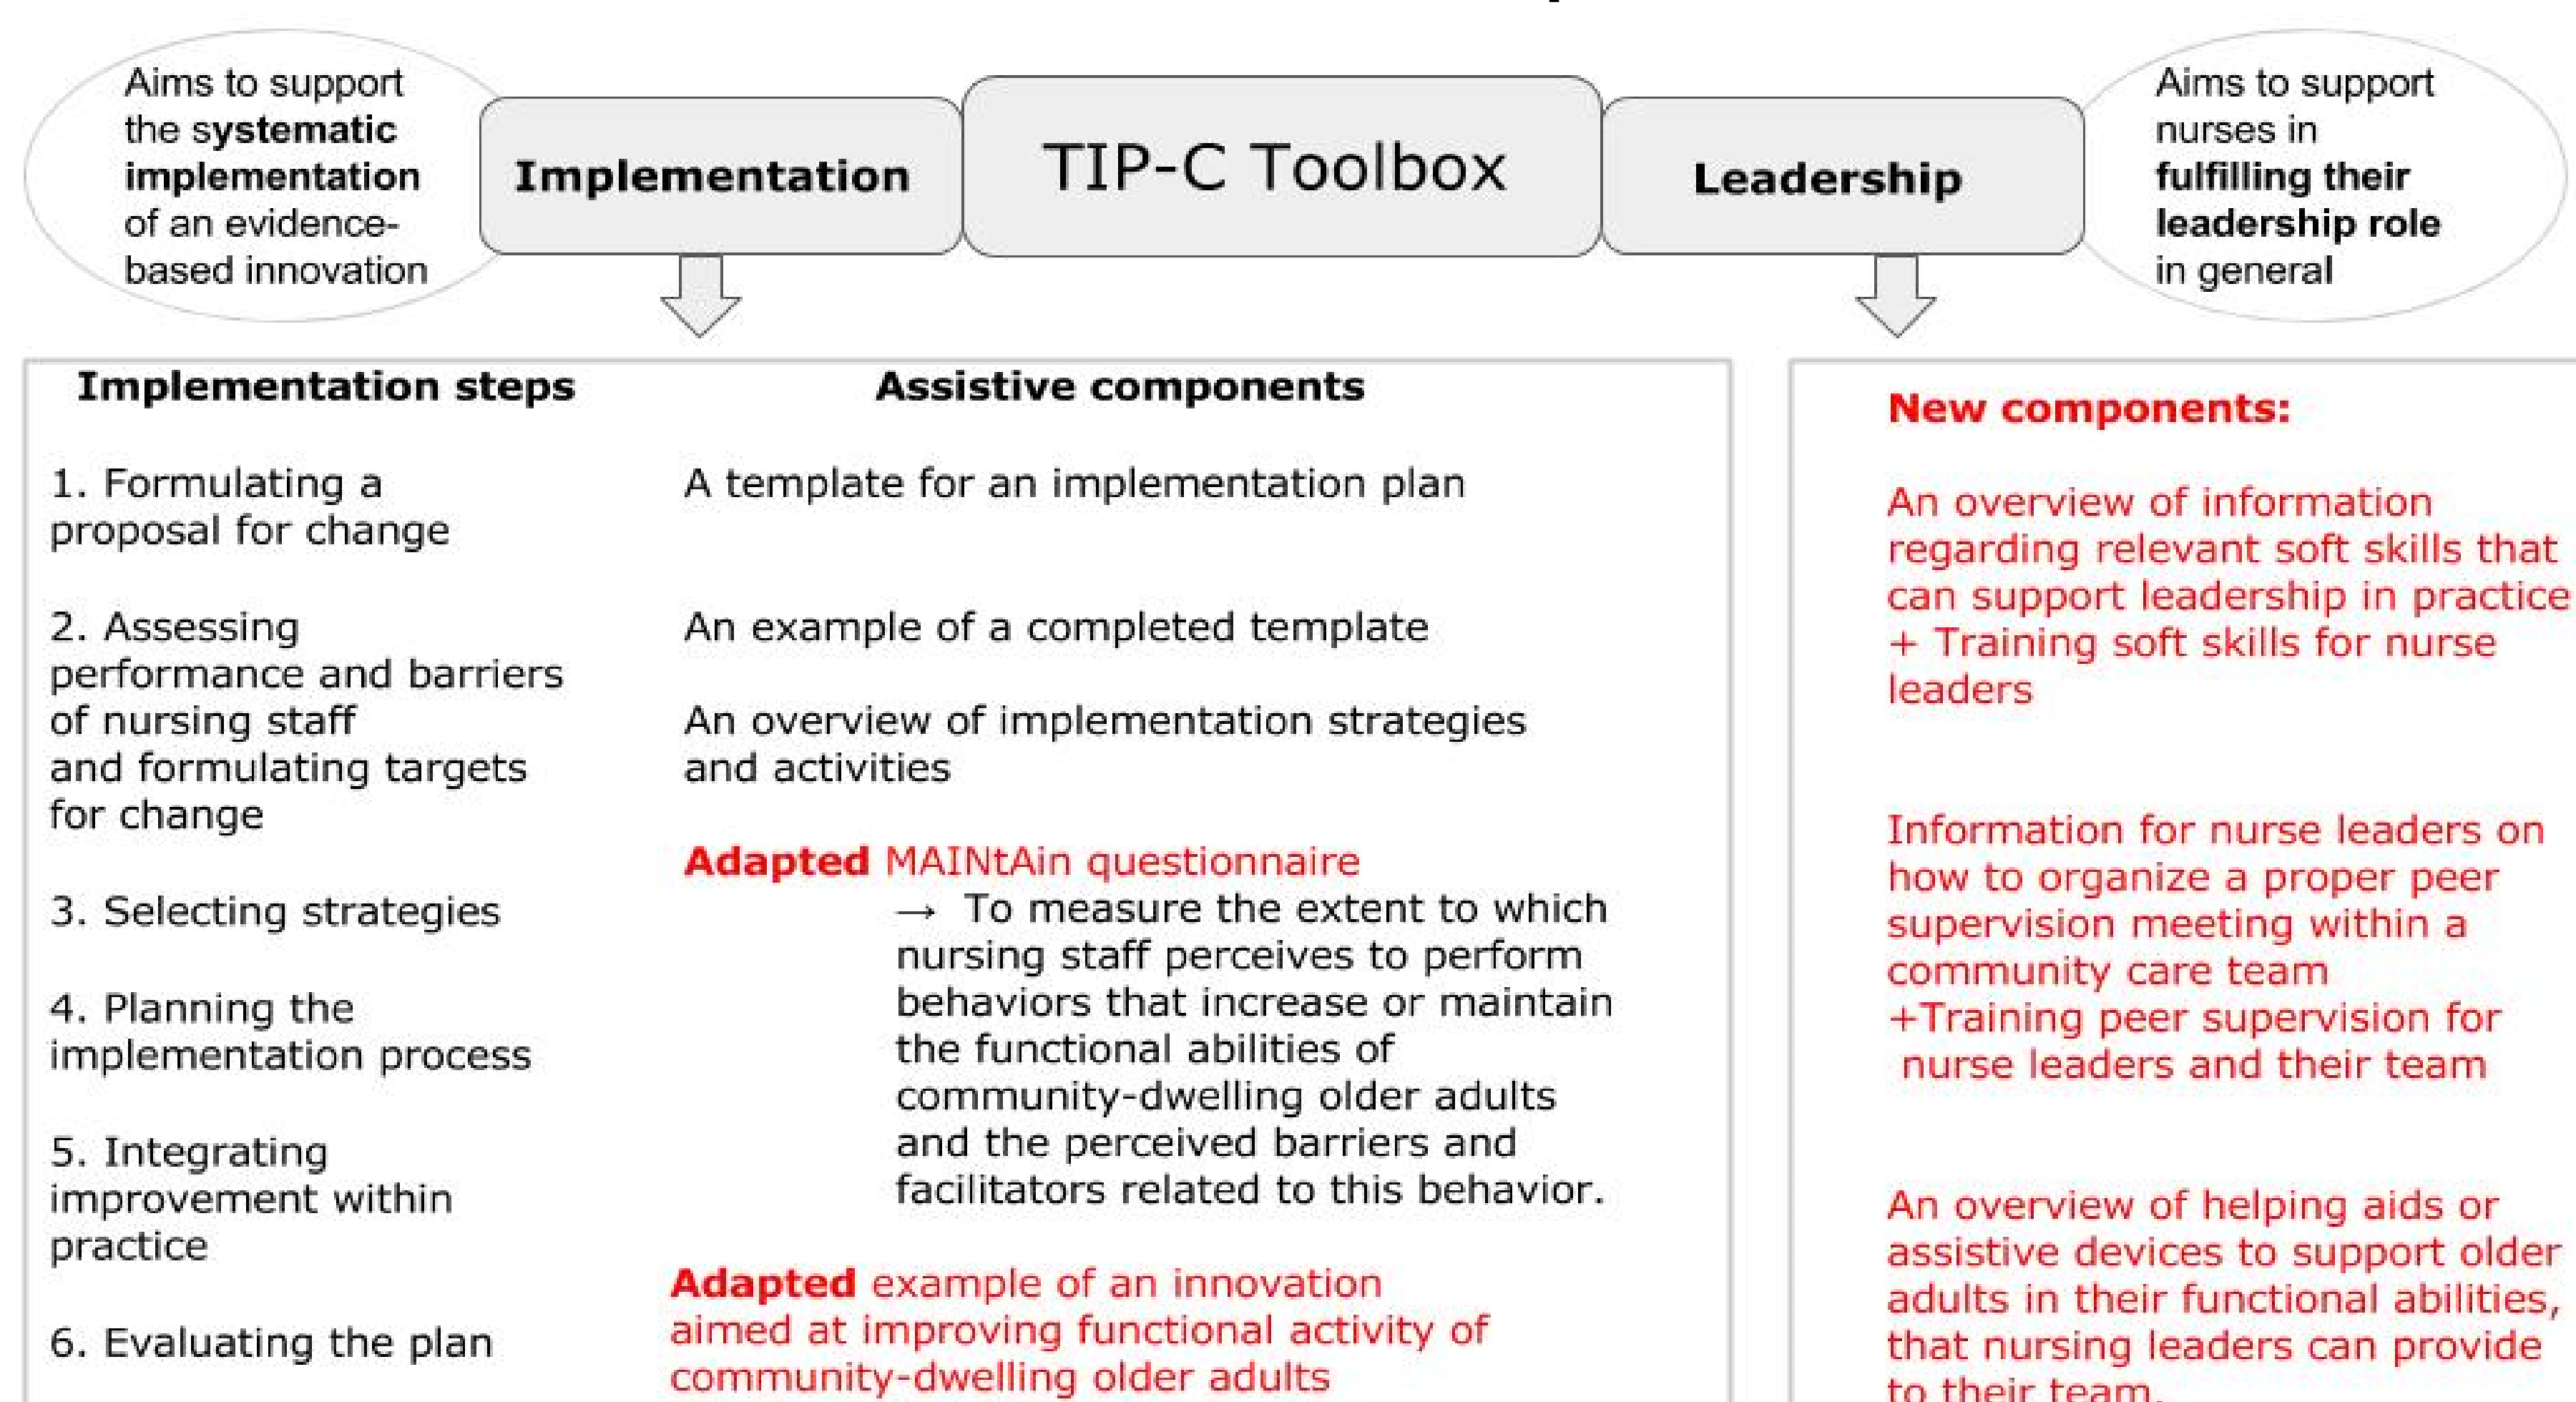 Aims to support
the systematic
implementation
of an evidence-
based innovation
Implementation
TIP-C Toolbox
Leadership
Aims to support
nurses in
fulfilling their
leadership role
in general
Implementation steps
1. Formulating a
proposal for change
2. Assessing
performance and barriers
of nursing staff
and formulating targets
for change
3. Selecting strategies
4. Planning the
implementation process
5. Integrating
improvement within
practice
6. Evaluating the plan
Assistive components
A template for an implementation plan
An example of a completed template
An overview of implementation strategies
and activities
Adapted MAINtAin questionnaire
→ To measure the extent to which
nursing staff perceives to perform
behaviors that increase or maintain
the functional abilities of
community-dwelling older adults
and the perceived barriers and
facilitators related to this behavior.
Adapted example of an innovation
aimed at improving functional activity of
community-dwelling older adults
New components:
An overview of information
regarding relevant soft skills that
can support leadership in practice
+ Training soft skills for nurse
leaders
Information for nurse leaders on
how to organize a proper peer
supervision meeting within a
community care team
+Training peer supervision for
nurse leaders and their team
An overview of helping aids or
assistive devices to support older
adults in their functional abilities,
that nursing leaders can provide
to their team.